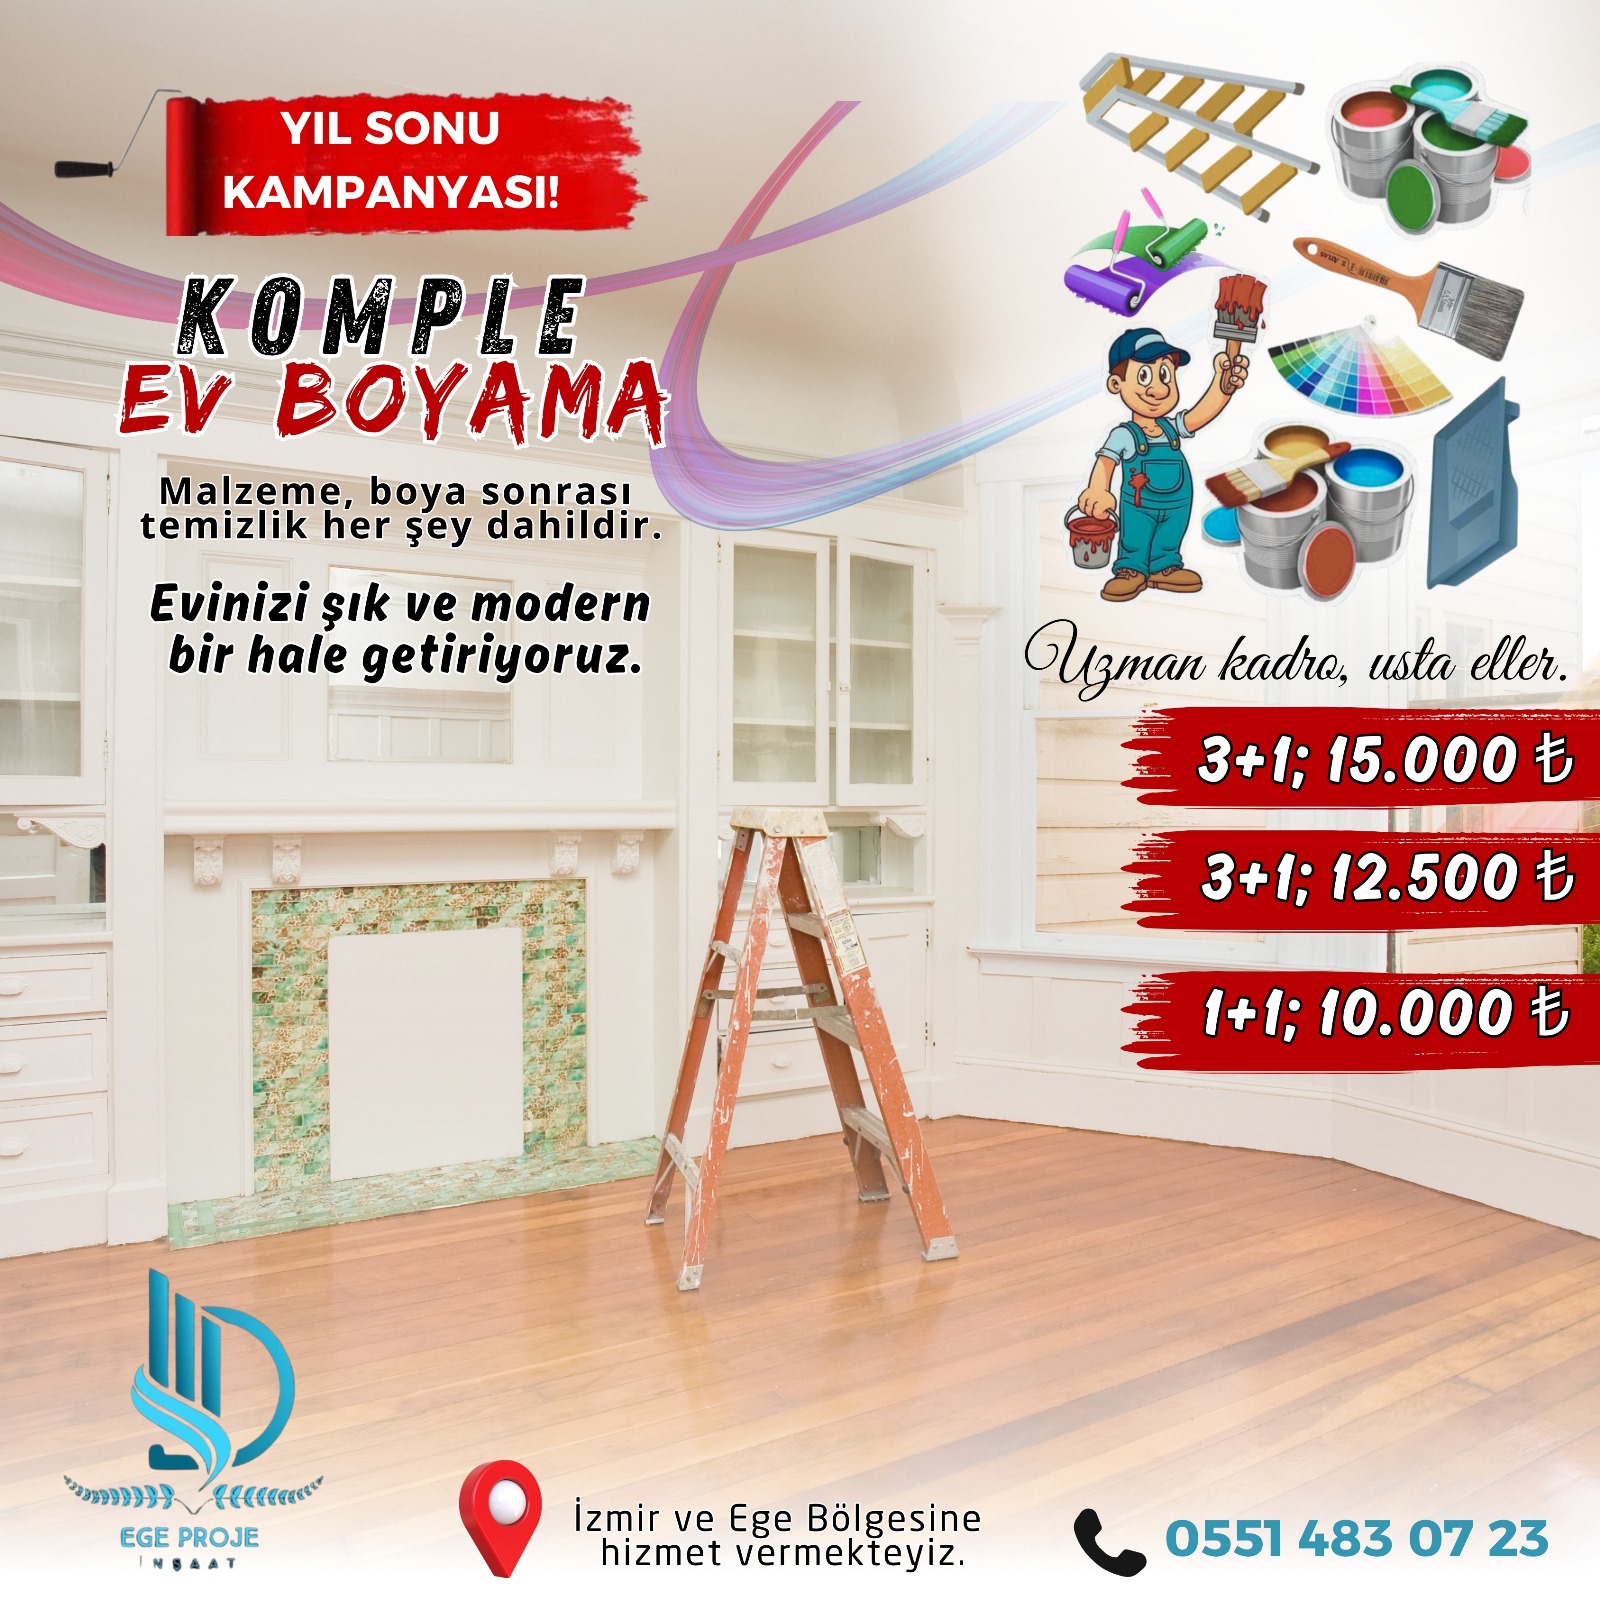 YIL SONU
KAMPANYASI!
KOMPLE
EV BOYAMA
Malzeme, boya sonrası
temizlik her şey dahildir.
Evinizi şık ve modern
bir hale getiriyoruz.
Uzman kadro, usta eller.
3+1; 15.000 ₺
3+1; 12.500 ₺
1+1; 10.000 ₺
EGE PROJE
İNŞAAT
İzmir ve Ege Bölgesine
hizmet vermekteyiz.
0551 483 07 23